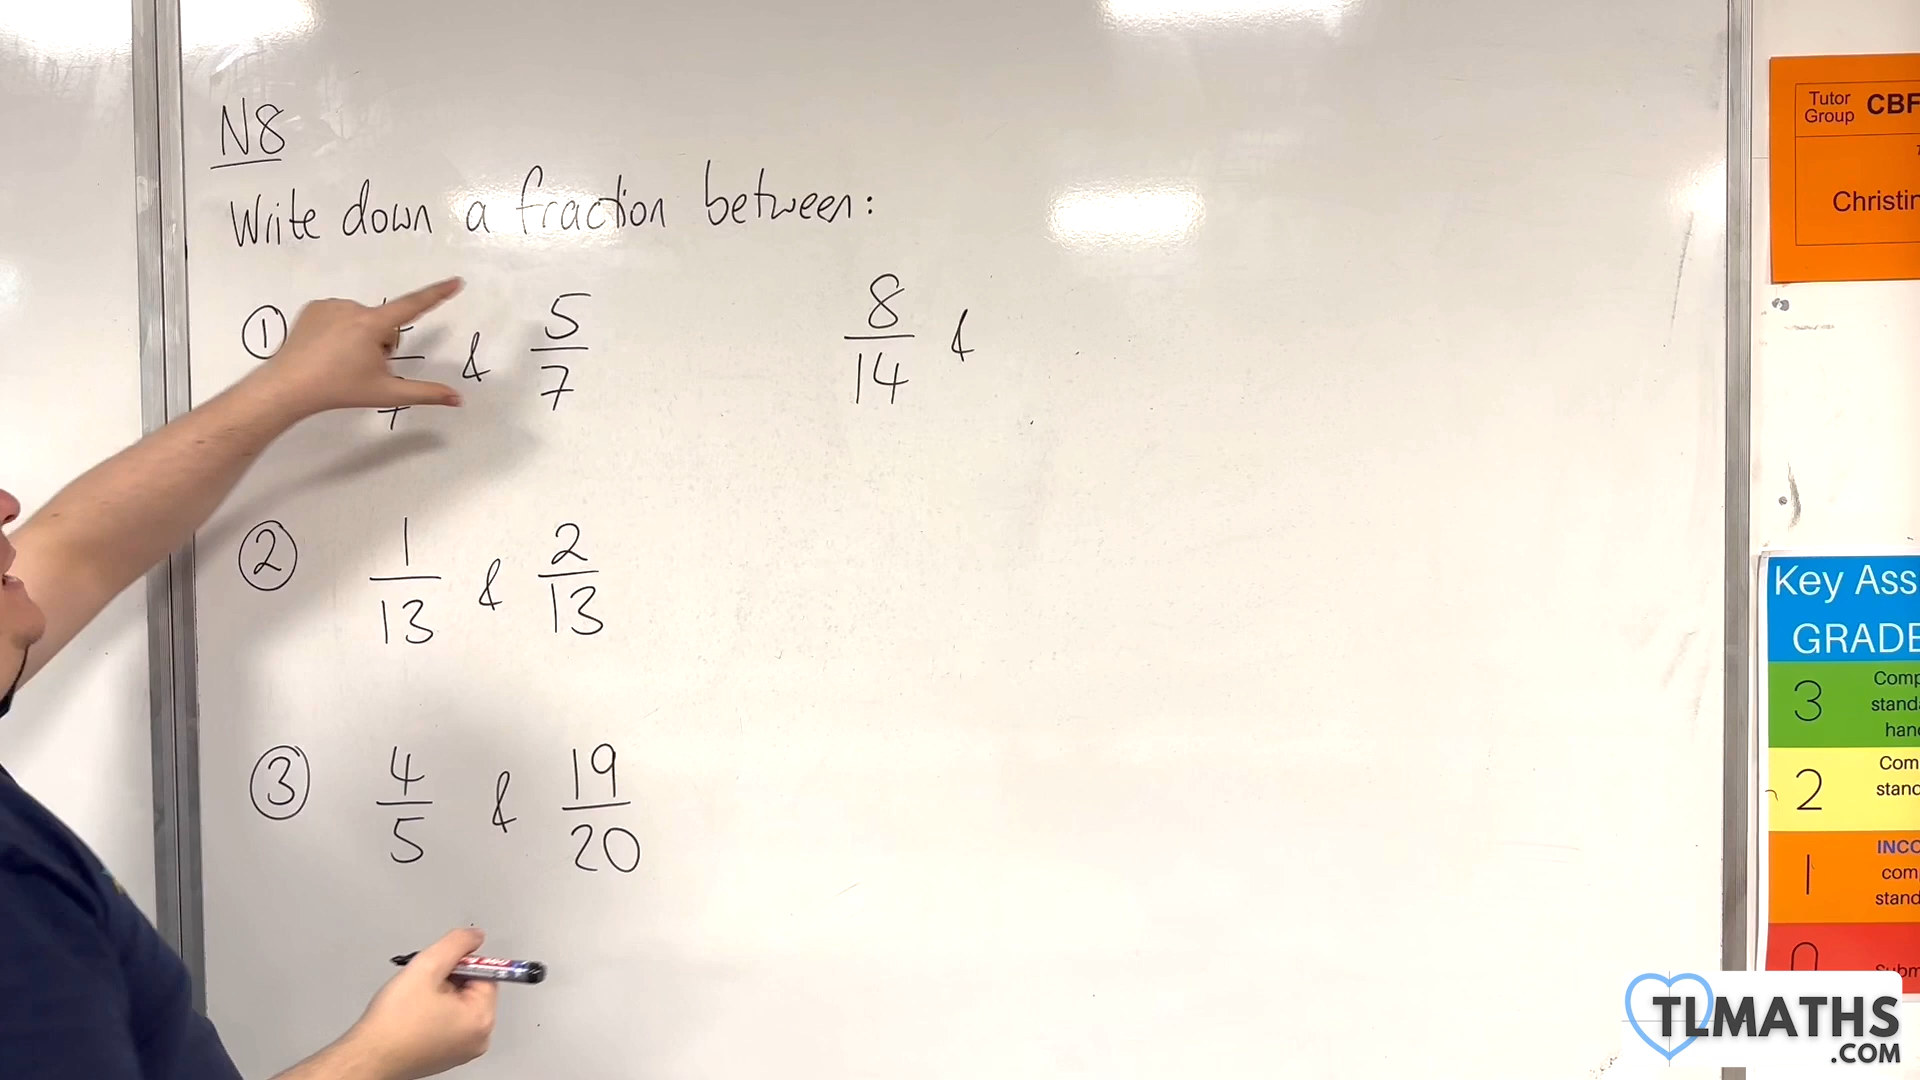 N8
Write down a fraction between:
① & 5/7 8/14 &
② 1/13 & 2/13
③ 4/5 & 19/20
Tutor Group CBF
Christin
Key Ass
GRADE
3 Comp
stand
han
2 Com
stand
1 INCO
com
stand
0 Subm
TLMATHS
.COM